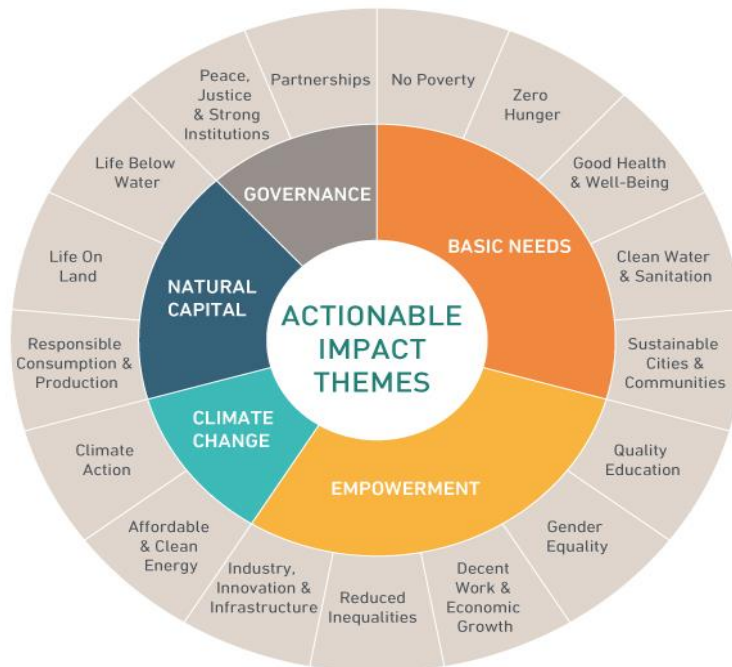 ACTIONABLE
IMPACT
THEMES
BASIC NEEDS
No Poverty
Zero
Hunger
Good Health
& Well-Being
Clean Water
& Sanitation
Sustainable
Cities &
Communities
EMPOWERMENT
Quality
Education
Gender
Equality
Decent
Work &
Economic
Growth
Reduced
Inequalities
Industry,
Innovation &
Infrastructure
CLIMATE
CHANGE
Affordable
& Clean
Energy
Climate
Action
NATURAL
CAPITAL
Responsible
Consumption &
Production
Life On
Land
Life Below
Water
GOVERNANCE
Peace,
Justice
& Strong
Institutions
Partnerships